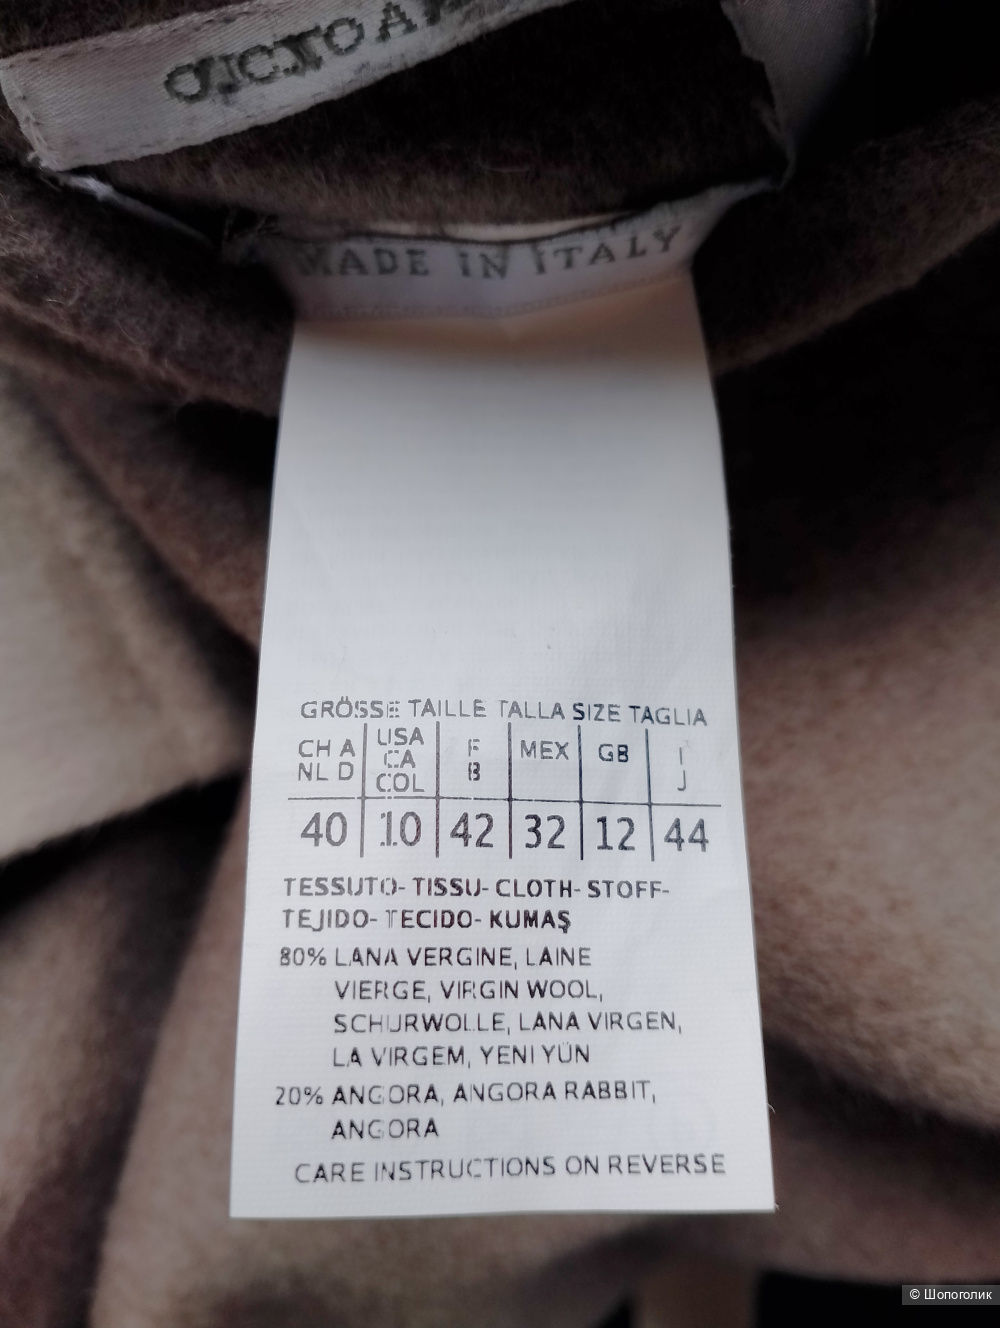 MADE IN ITALY
GRÖSSE TAILLE TALLA SIZE TAGLIA
CH A USA F MEX GB I
NL D CA B J
COL
40 10 42 32 12 44
TESSUTO- TISSU- CLOTH- STOFF-
TEJIDO- TECIDO- KUMAŞ
80% LANA VERGINE, LAINE
VIERGE, VIRGIN WOOL,
SCHURWOLLE, LANA VIRGEN,
LA VIRGEM, YENI YÜN
20% ANGORA, ANGORA RABBIT,
ANGORA
CARE INSTRUCTIONS ON REVERSE
© Шопоголик